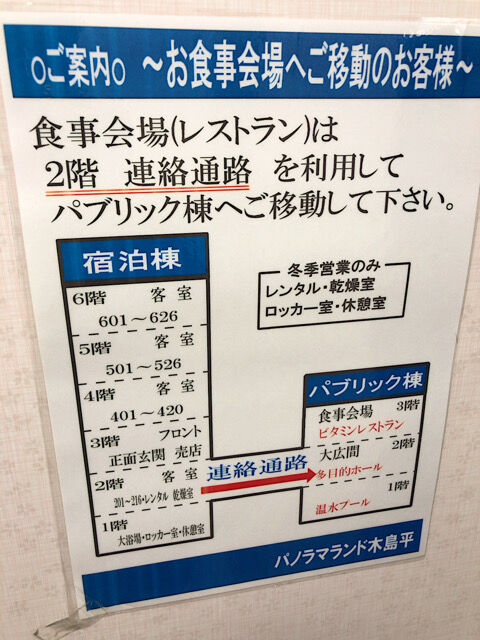 ○ご案内○ ～お食事会場へご移動のお客様～
食事会場(レストラン)は
2階 連絡通路 を利用して
パブリック棟へご移動して下さい。
宿泊棟
6階 客室
601～626
5階 客室
501～526
4階 客室
401～420
3階 フロント
正面玄関 売店
2階 客室
201～216・レンタル 乾燥室
1階
大浴場・ロッカー室・休憩室
冬季営業のみ
レンタル・乾燥室
ロッカー室・休憩室
連絡通路
パブリック棟
食事会場 3階
ビタミンレストラン
大広間 2階
多目的ホール
1階
温水プール
パノラマランド木島平